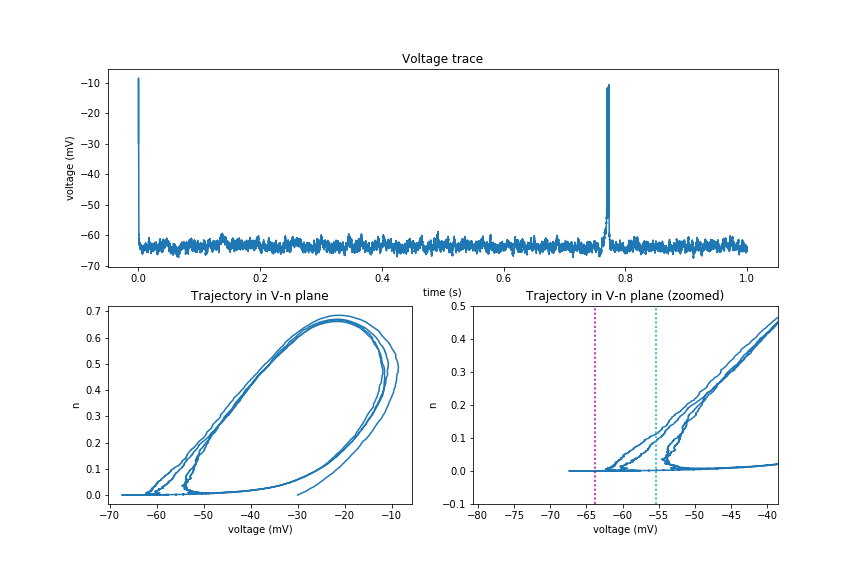 Voltage trace
voltage (mV)
−10
−20
−30
−40
−50
−60
−70
0.0 0.2 0.4 0.6 0.8 1.0
time (s)
Trajectory in V-n plane
n
0.7
0.6
0.5
0.4
0.3
0.2
0.1
0.0
−70 −60 −50 −40 −30 −20 −10
voltage (mV)
Trajectory in V-n plane (zoomed)
n
0.5
0.4
0.3
0.2
0.1
0.0
−0.1
−80 −75 −70 −65 −60 −55 −50 −45 −40
voltage (mV)